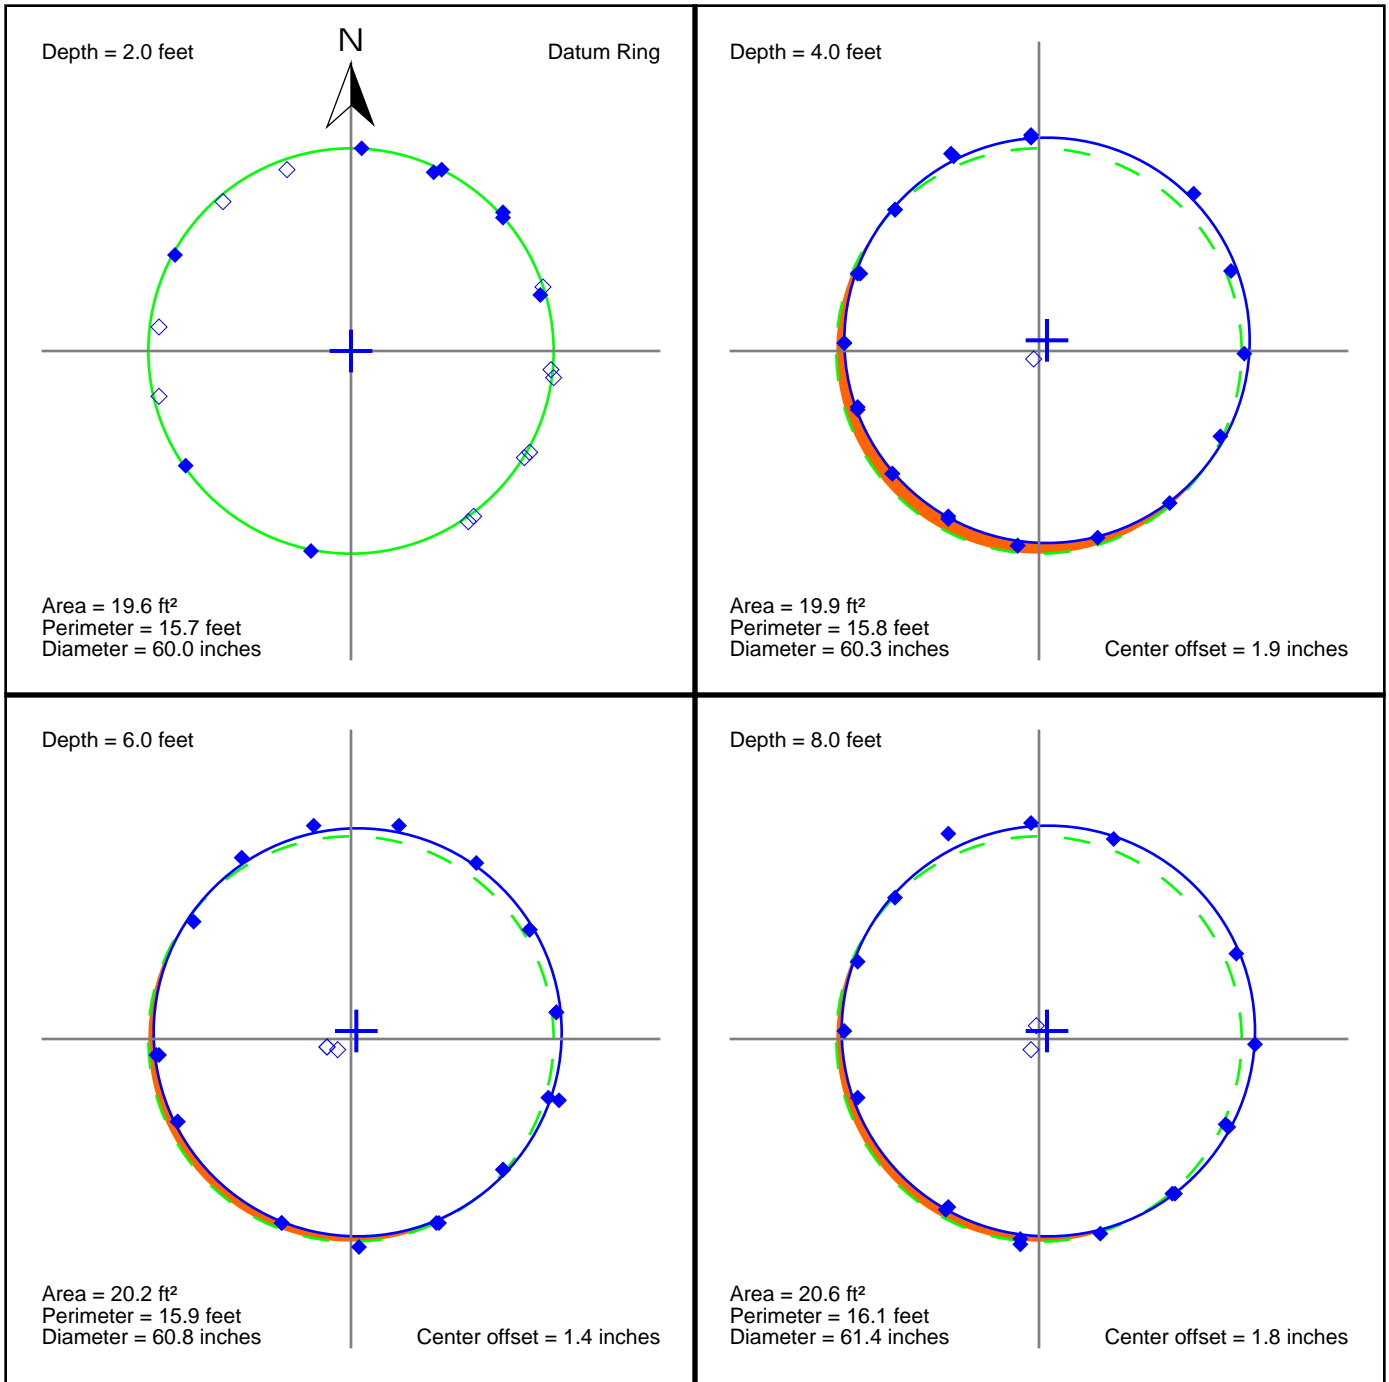 Depth = 2.0 feet
N
Datum Ring
Area = 19.6 ft²
Perimeter = 15.7 feet
Diameter = 60.0 inches
Depth = 4.0 feet
Area = 19.9 ft²
Perimeter = 15.8 feet
Diameter = 60.3 inches
Center offset = 1.9 inches
Depth = 6.0 feet
Area = 20.2 ft²
Perimeter = 15.9 feet
Diameter = 60.8 inches
Center offset = 1.4 inches
Depth = 8.0 feet
Area = 20.6 ft²
Perimeter = 16.1 feet
Diameter = 61.4 inches
Center offset = 1.8 inches